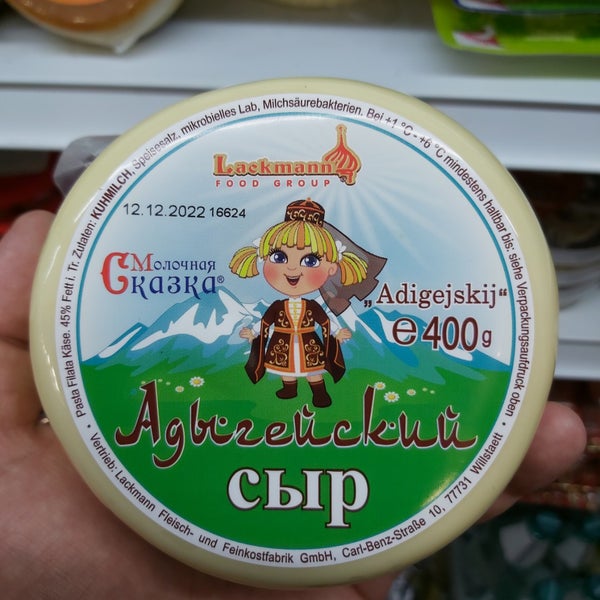 • Pasta Filata Käse. 45% Fett i. Tr. Zutaten: KUHMILCH, Speisesalz, mikrobielles Lab, Milchsäurebakterien. Bei +1 °C - +6 °C mindestens haltbar bis: siehe Verpackungsaufdruck oben •
Lackmann
FOOD GROUP
12.12.2022 16624
Молочная
Сказка®
„Adigejskij“
℮400g
Адыгейский
сыр
Vertrieb: Lackmann Fleisch- und Feinkostfabrik GmbH, Carl-Benz-Straße 10, 77731 Willstaett